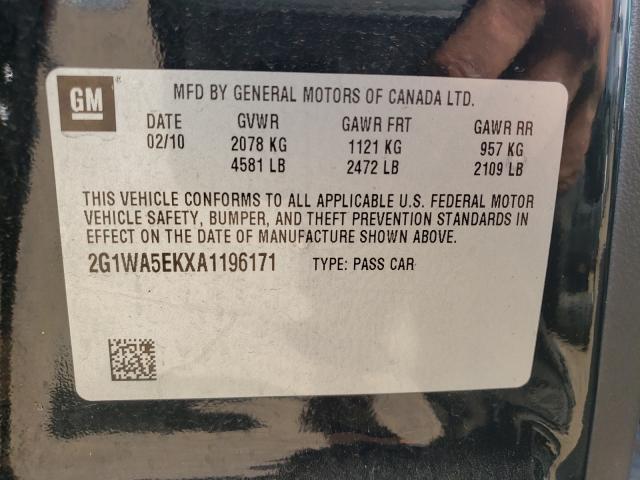 GM
MFD BY GENERAL MOTORS OF CANADA LTD.
DATE GVWR GAWR FRT GAWR RR
02/10 2078 KG 1121 KG 957 KG
4581 LB 2472 LB 2109 LB
THIS VEHICLE CONFORMS TO ALL APPLICABLE U.S. FEDERAL MOTOR
VEHICLE SAFETY, BUMPER, AND THEFT PREVENTION STANDARDS IN
EFFECT ON THE DATE OF MANUFACTURE SHOWN ABOVE.
2G1WA5EKXA1196171 TYPE: PASS CAR